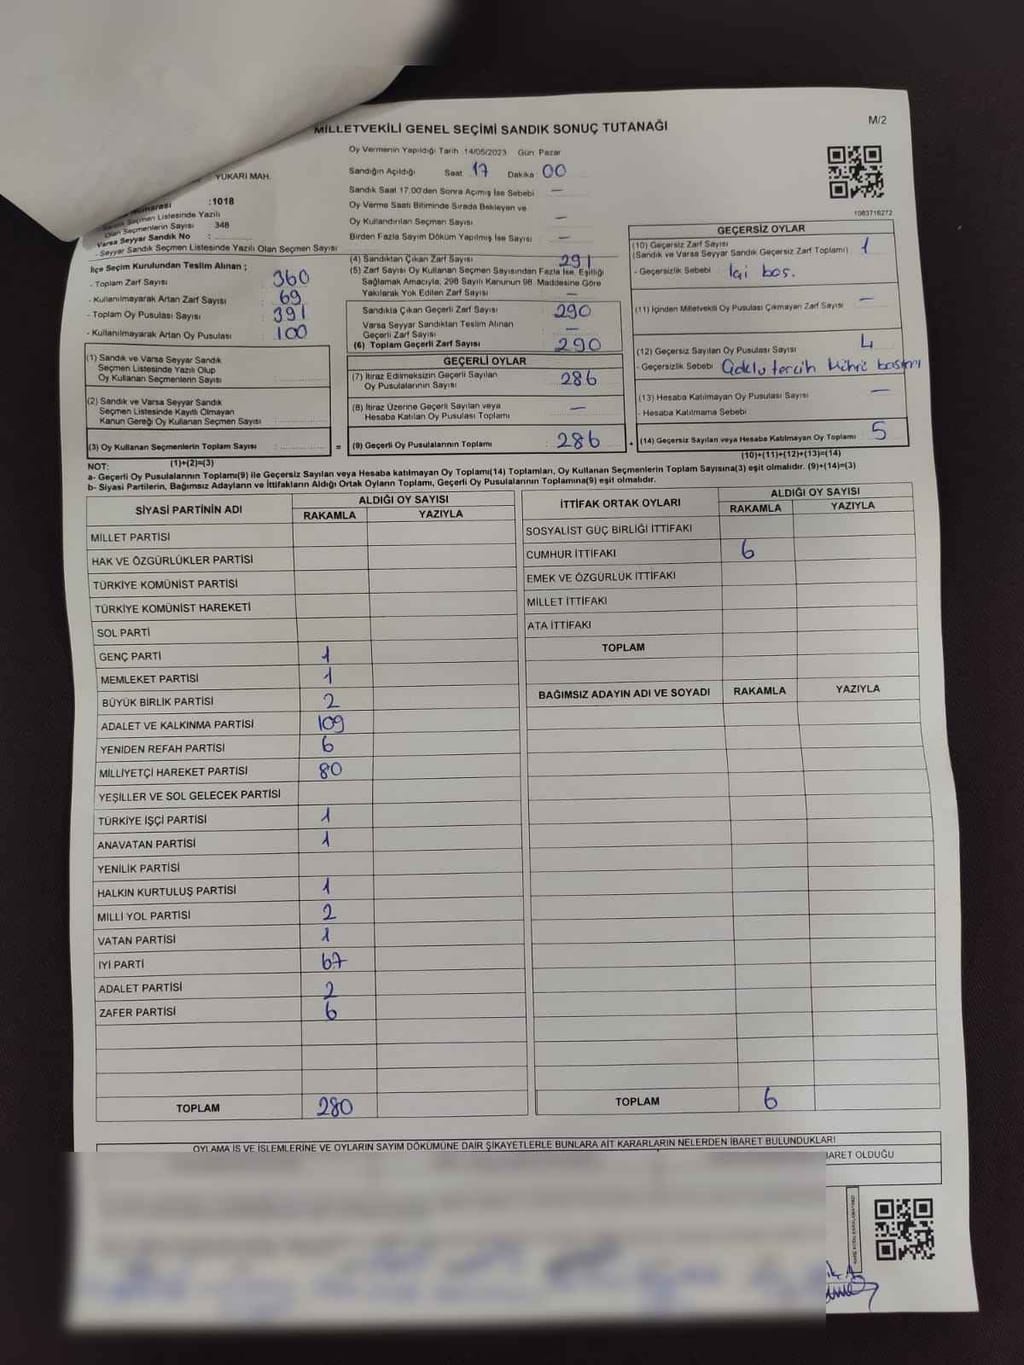 MİLLETVEKİLİ GENEL SEÇİMİ SANDIK SONUÇ TUTANAĞI
M/2
Oy Vermenin Yapıldığı Tarih :14/05/2023 Gün: Pazar
YUKARI MAH.
Sandığın Açıldığı Saat 17 Dakika 00
:1018
Sandık Saat 17.00'den Sonra Açılmış İse Sebebi —
1083716272
Seçmen Listesinde Yazılı
Olan Seçmenlerin Sayısı 348
Oy Verme Saati Bitiminde Sırada Bekleyen ve
Oy Kullandırılan Seçmen Sayısı —
Varsa Seyyar Sandık No :
Birden Fazla Sayım Döküm Yapılmış İse Sayısı —
- Seyyar Sandık Seçmen Listesinde Yazılı Olan Seçmen Sayısı
İlçe Seçim Kurulundan Teslim Alınan ;
- Toplam Zarf Sayısı : 360
- Kullanılmayarak Artan Zarf Sayısı : 69
- Toplam Oy Pusulası Sayısı : 391
- Kullanılmayarak Artan Oy Pusulası : 100
(1) Sandık ve Varsa Seyyar Sandık
Seçmen Listesinde Yazılı Olup
Oy Kullanan Seçmenlerin Sayısı :
(2) Sandık ve Varsa Seyyar Sandık
Seçmen Listesinde Kayıtlı Olmayan
Kanun Gereği Oy Kullanan Seçmen Sayısı :
(3) Oy Kullanan Seçmenlerin Toplam Sayısı :
(1)+(2)=(3)
(4) Sandıktan Çıkan Zarf Sayısı 291
(5) Zarf Sayısı Oy Kullanan Seçmen Sayısından Fazla İse, Eşitliği
Sağlamak Amacıyla, 298 Sayılı Kanunun 98. Maddesine Göre
Yakılarak Yok Edilen Zarf Sayısı —
Sandıkta Çıkan Geçerli Zarf Sayısı 290
Varsa Seyyar Sandıktan Teslim Alınan
Geçerli Zarf Sayısı —
(6) Toplam Geçerli Zarf Sayısı 290
GEÇERLİ OYLAR
(7) İtiraz Edilmeksizin Geçerli Sayılan
Oy Pusulalarının Sayısı 286
(8) İtiraz Üzerine Geçerli Sayılan veya
Hesaba Katılan Oy Pusulası Toplamı —
= (9) Geçerli Oy Pusulalarının Toplamı 286
GEÇERSİZ OYLAR
(10) Geçersiz Zarf Sayısı
(Sandık ve Varsa Seyyar Sandık Geçersiz Zarf Toplamı) 1
- Geçersizlik Sebebi : İçi boş.
(11) İçinden Milletvekili Oy Pusulası Çıkmayan Zarf Sayısı —
(12) Geçersiz Sayılan Oy Pusulası Sayısı 4
- Geçersizlik Sebebi : Çoklu tercih mührü
(13) Hesaba Katılmayan Oy Pusulası Sayısı —
- Hesaba Katılmama Sebebi
+ (14) Geçersiz Sayılan veya Hesaba Katılmayan Oy Toplamı 5
(10)+(11)+(12)+(13)=(14)
NOT:
a- Geçerli Oy Pusulalarının Toplamı(9) ile Geçersiz Sayılan veya Hesaba katılmayan Oy Toplamı(14) Toplamları, Oy Kullanan Seçmenlerin Toplam Sayısına(3) eşit olmalıdır. (9)+(14)=(3)
b- Siyasi Partilerin, Bağımsız Adayların ve İttifakların Aldığı Ortak Oyların Toplamı, Geçerli Oy Pusulalarının Toplamına(9) eşit olmalıdır.
SİYASİ PARTİNİN ADI ALDIĞI OY SAYISI
RAKAMLA YAZIYLA
MİLLET PARTİSİ
HAK VE ÖZGÜRLÜKLER PARTİSİ
TÜRKİYE KOMÜNİST PARTİSİ
TÜRKİYE KOMÜNİST HAREKETİ
SOL PARTİ
GENÇ PARTİ 1
MEMLEKET PARTİSİ 1
BÜYÜK BİRLİK PARTİSİ 2
ADALET VE KALKINMA PARTİSİ 109
YENİDEN REFAH PARTİSİ 6
MİLLİYETÇİ HAREKET PARTİSİ 80
YEŞİLLER VE SOL GELECEK PARTİSİ
TÜRKİYE İŞÇİ PARTİSİ 1
ANAVATAN PARTİSİ 1
YENİLİK PARTİSİ
HALKIN KURTULUŞ PARTİSİ 1
MİLLİ YOL PARTİSİ 2
VATAN PARTİSİ 1
İYİ PARTİ 67
ADALET PARTİSİ 2
ZAFER PARTİSİ 6
TOPLAM 280
İTTİFAK ORTAK OYLARI ALDIĞI OY SAYISI
RAKAMLA YAZIYLA
SOSYALİST GÜÇ BİRLİĞİ İTTİFAKI
CUMHUR İTTİFAKI 6
EMEK VE ÖZGÜRLÜK İTTİFAKI
MİLLET İTTİFAKI
ATA İTTİFAKI
TOPLAM
BAĞIMSIZ ADAYIN ADI VE SOYADI RAKAMLA YAZIYLA
TOPLAM 6
OYLAMA İŞ VE İŞLEMLERİNE VE OYLARIN SAYIM DÖKÜMÜNE DAİR ŞİKAYETLERLE BUNLARA AİT KARARLARIN NELERDEN İBARET BULUNDUKLARI
BARET OLDUĞU